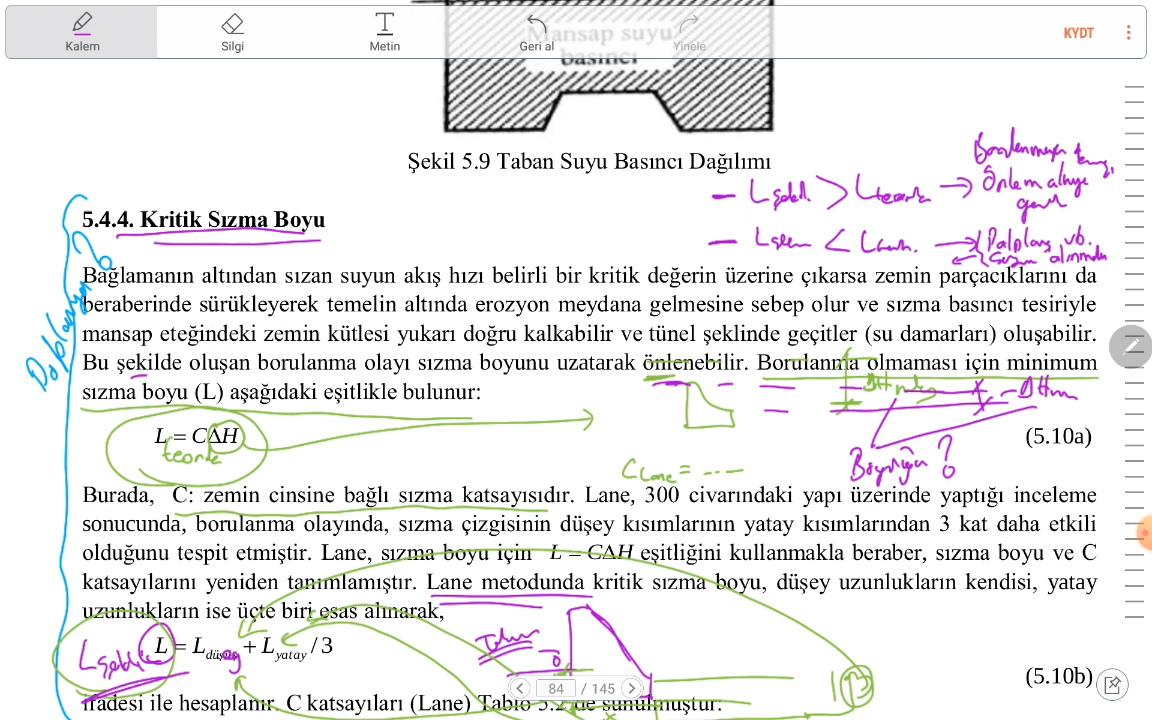 Kalem
Silgi
Metin
Geri al
Yinele
KYDT
Mansap suyu
basıncı
Şekil 5.9 Taban Suyu Basıncı Dağılımı
5.4.4. Kritik Sızma Boyu
Bağlamanın altından sızan suyun akış hızı belirli bir kritik değerin üzerine çıkarsa zemin parçacıklarını da
beraberinde sürükleyerek temelin altında erozyon meydana gelmesine sebep olur ve sızma basıncı tesiriyle
mansap eteğindeki zemin kütlesi yukarı doğru kalkabilir ve tünel şeklinde geçitler (su damarları) oluşabilir.
Bu şekilde oluşan borulanma olayı sızma boyunu uzatarak önlenebilir. Borulanma olmaması için minimum
sızma boyu (L) aşağıdaki eşitlikle bulunur:
L = CΔH (5.10a)
teorik
C Lane = ....
Burada, C: zemin cinsine bağlı sızma katsayısıdır. Lane, 300 civarındaki yapı üzerinde yaptığı inceleme
sonucunda, borulanma olayında, sızma çizgisinin düşey kısımlarının yatay kısımlarından 3 kat daha etkili
olduğunu tespit etmiştir. Lane, sızma boyu için L = CΔH eşitliğini kullanmakla beraber, sızma boyu ve C
katsayılarını yeniden tanımlamıştır. Lane metodunda kritik sızma boyu, düşey uzunlukların kendisi, yatay
uzunlukların ise üçte biri esas alınarak,
L = L düşey + L yatay / 3
(5.10b)
84 / 145
ifadesi ile hesaplanır. C katsayıları (Lane) Tablo 5.2'de sunulmuştur: